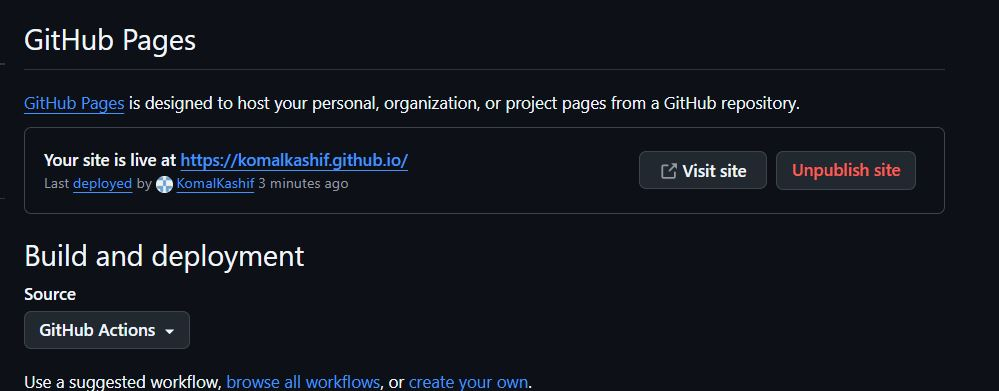 GitHub Pages
GitHub Pages is designed to host your personal, organization, or project pages from a GitHub repository.
Your site is live at https://komalkashif.github.io/
Last deployed by KomalKashif 3 minutes ago
Visit site
Unpublish site
Build and deployment
Source
GitHub Actions
Use a suggested workflow, browse all workflows, or create your own.